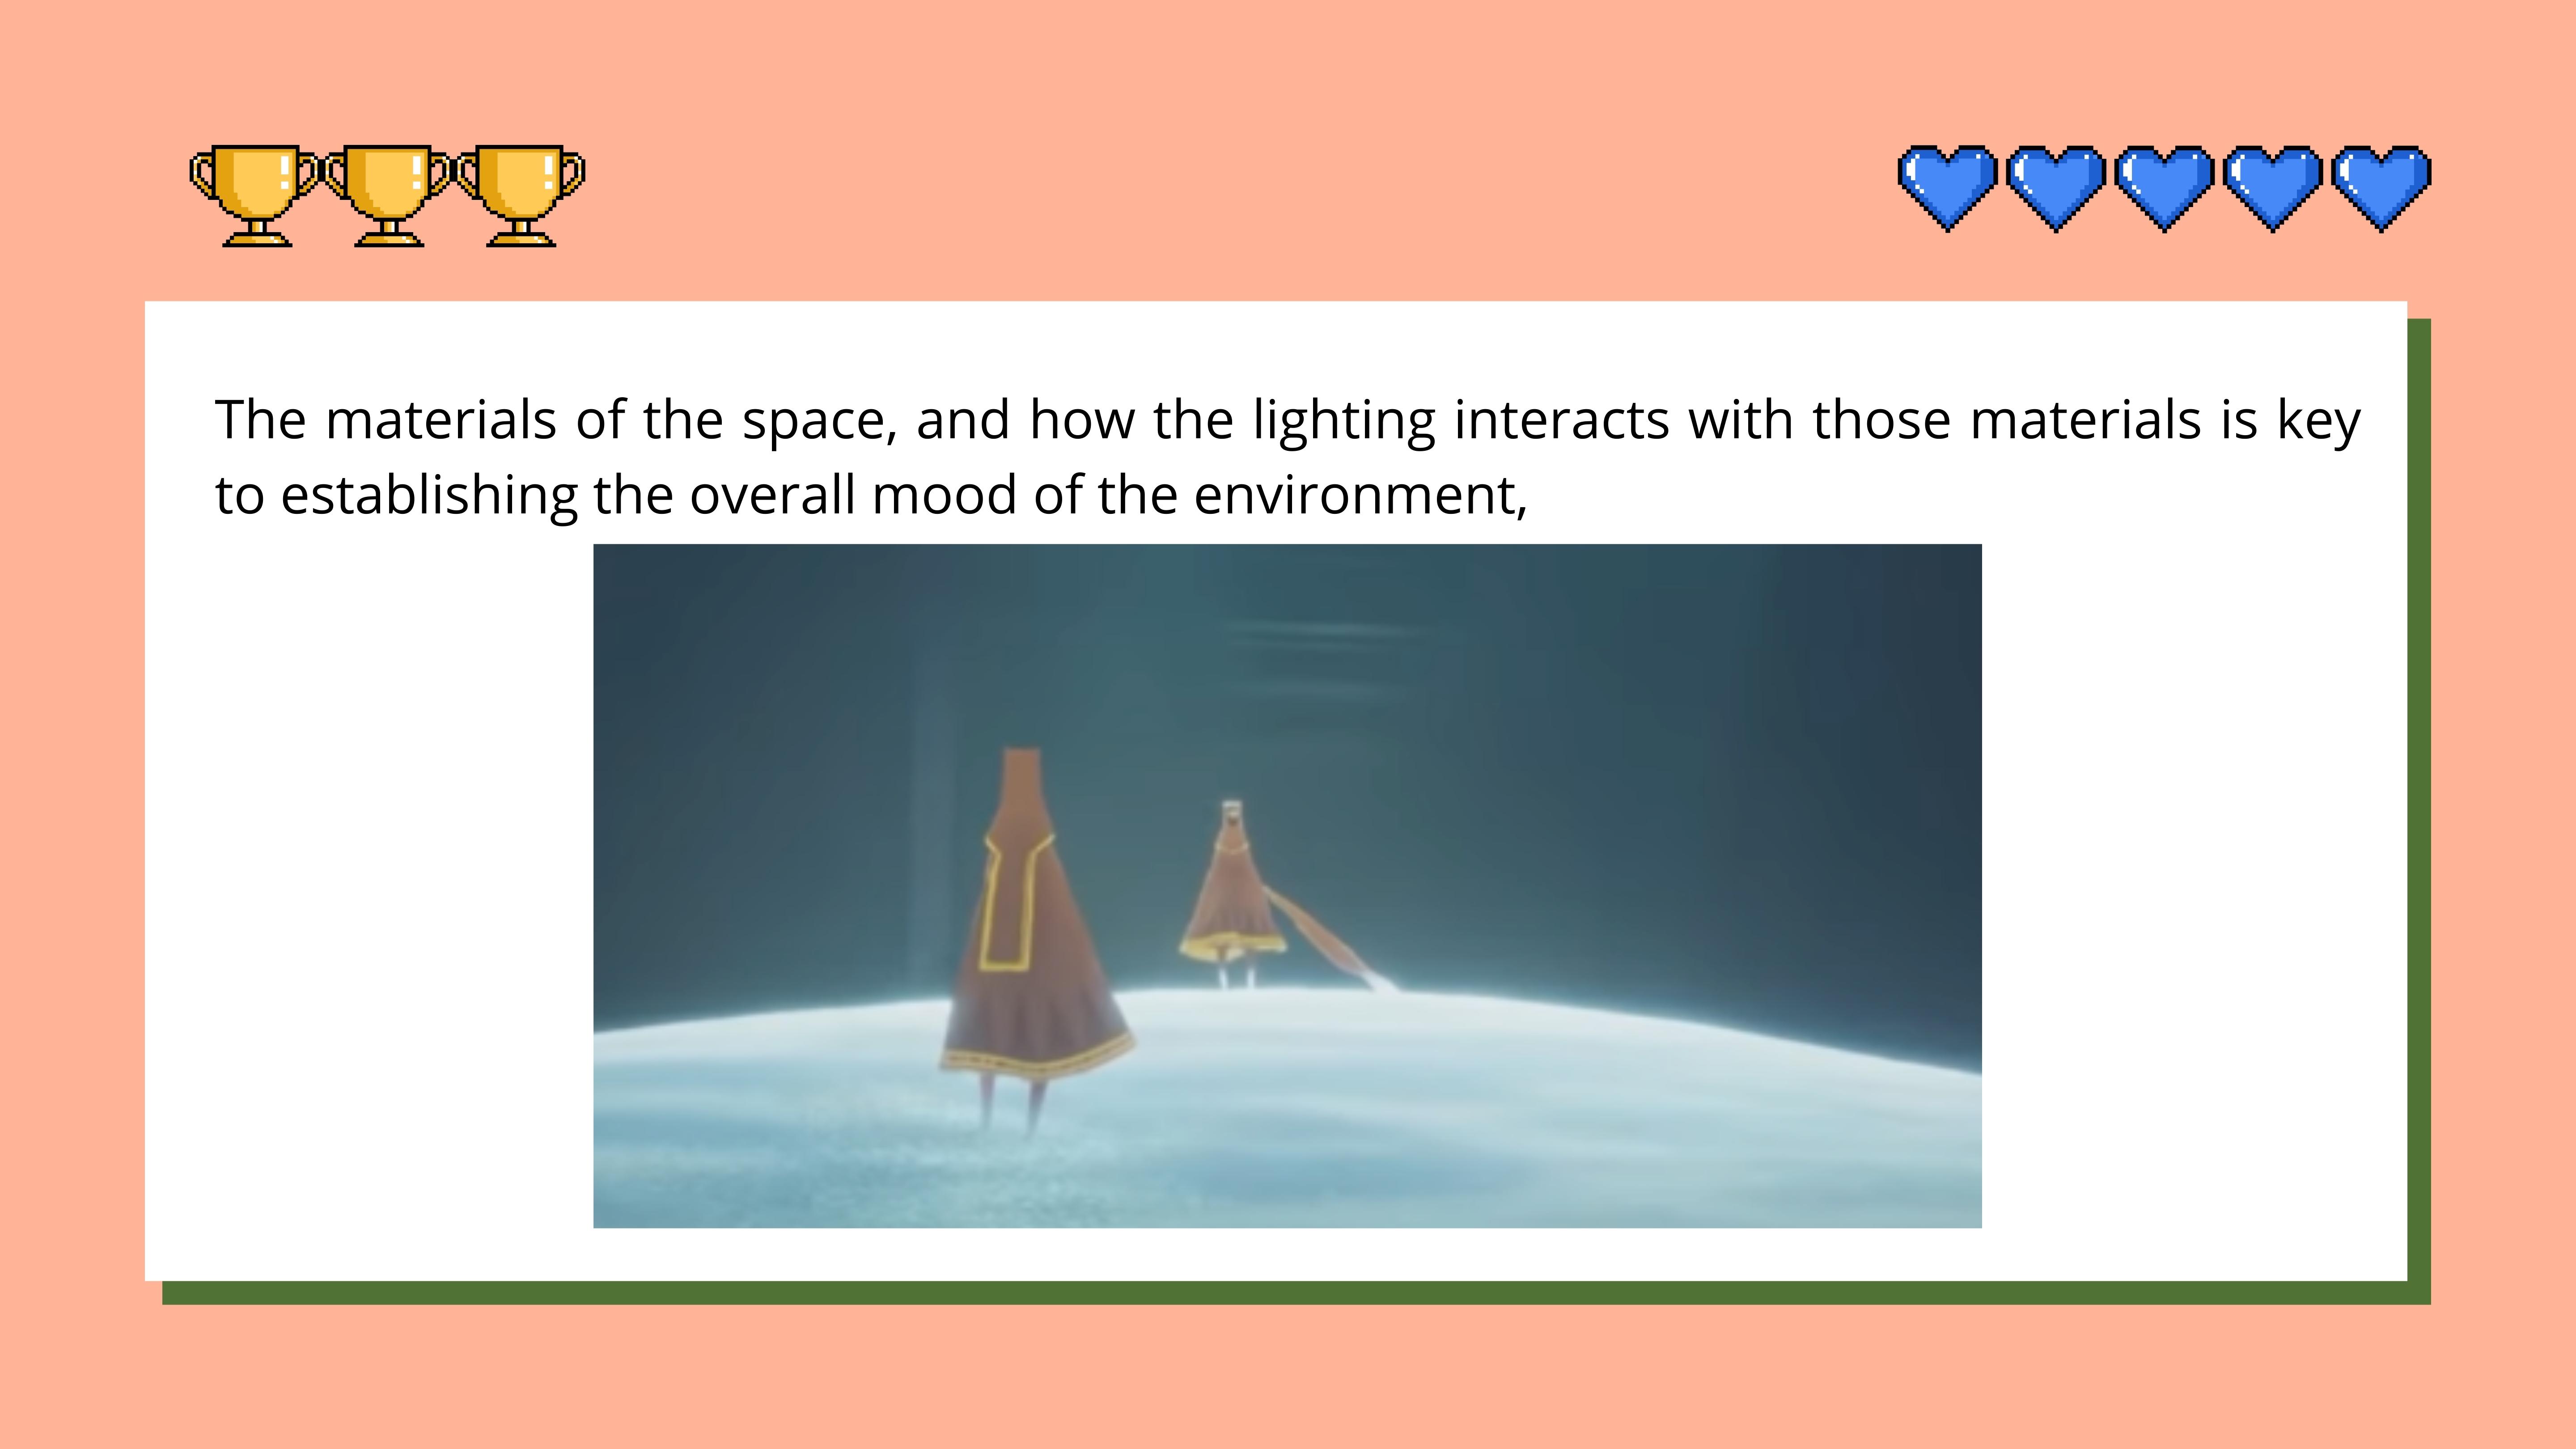 The materials of the space, and how the lighting interacts with those materials is key
to establishing the overall mood of the environment,